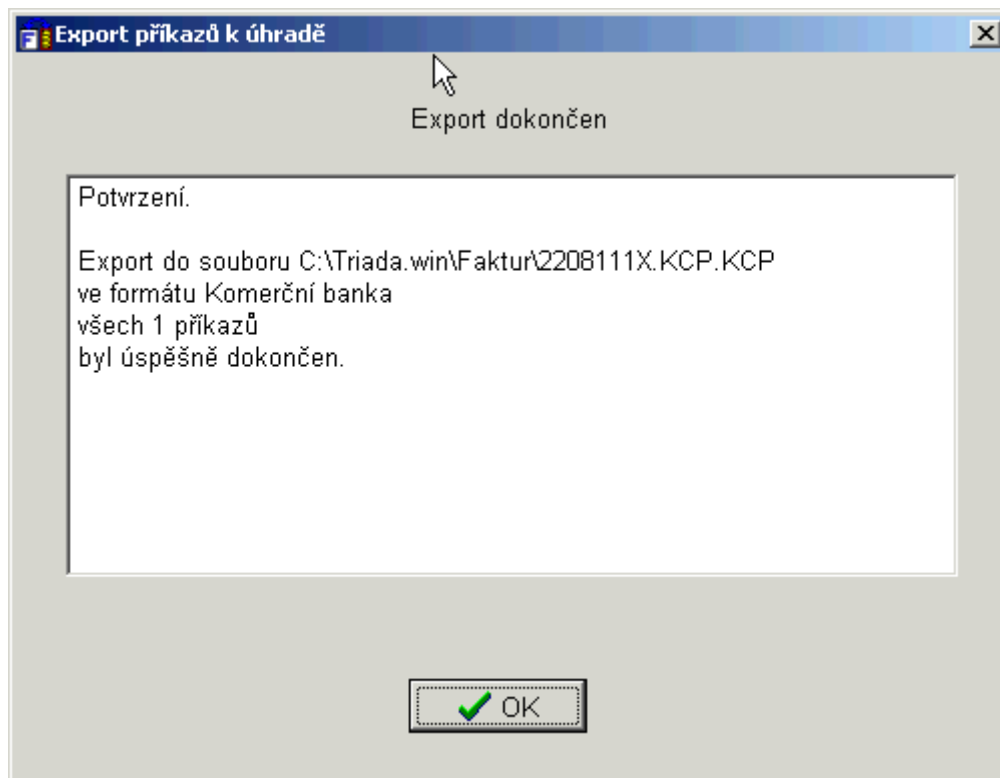 Export příkazů k úhradě
Export dokončen
Potvrzení.
Export do souboru C:\Triada.win\Faktur\2208111X.KCP.KCP
ve formátu Komerční banka
všech 1 příkazů
byl úspěšně dokončen.
OK